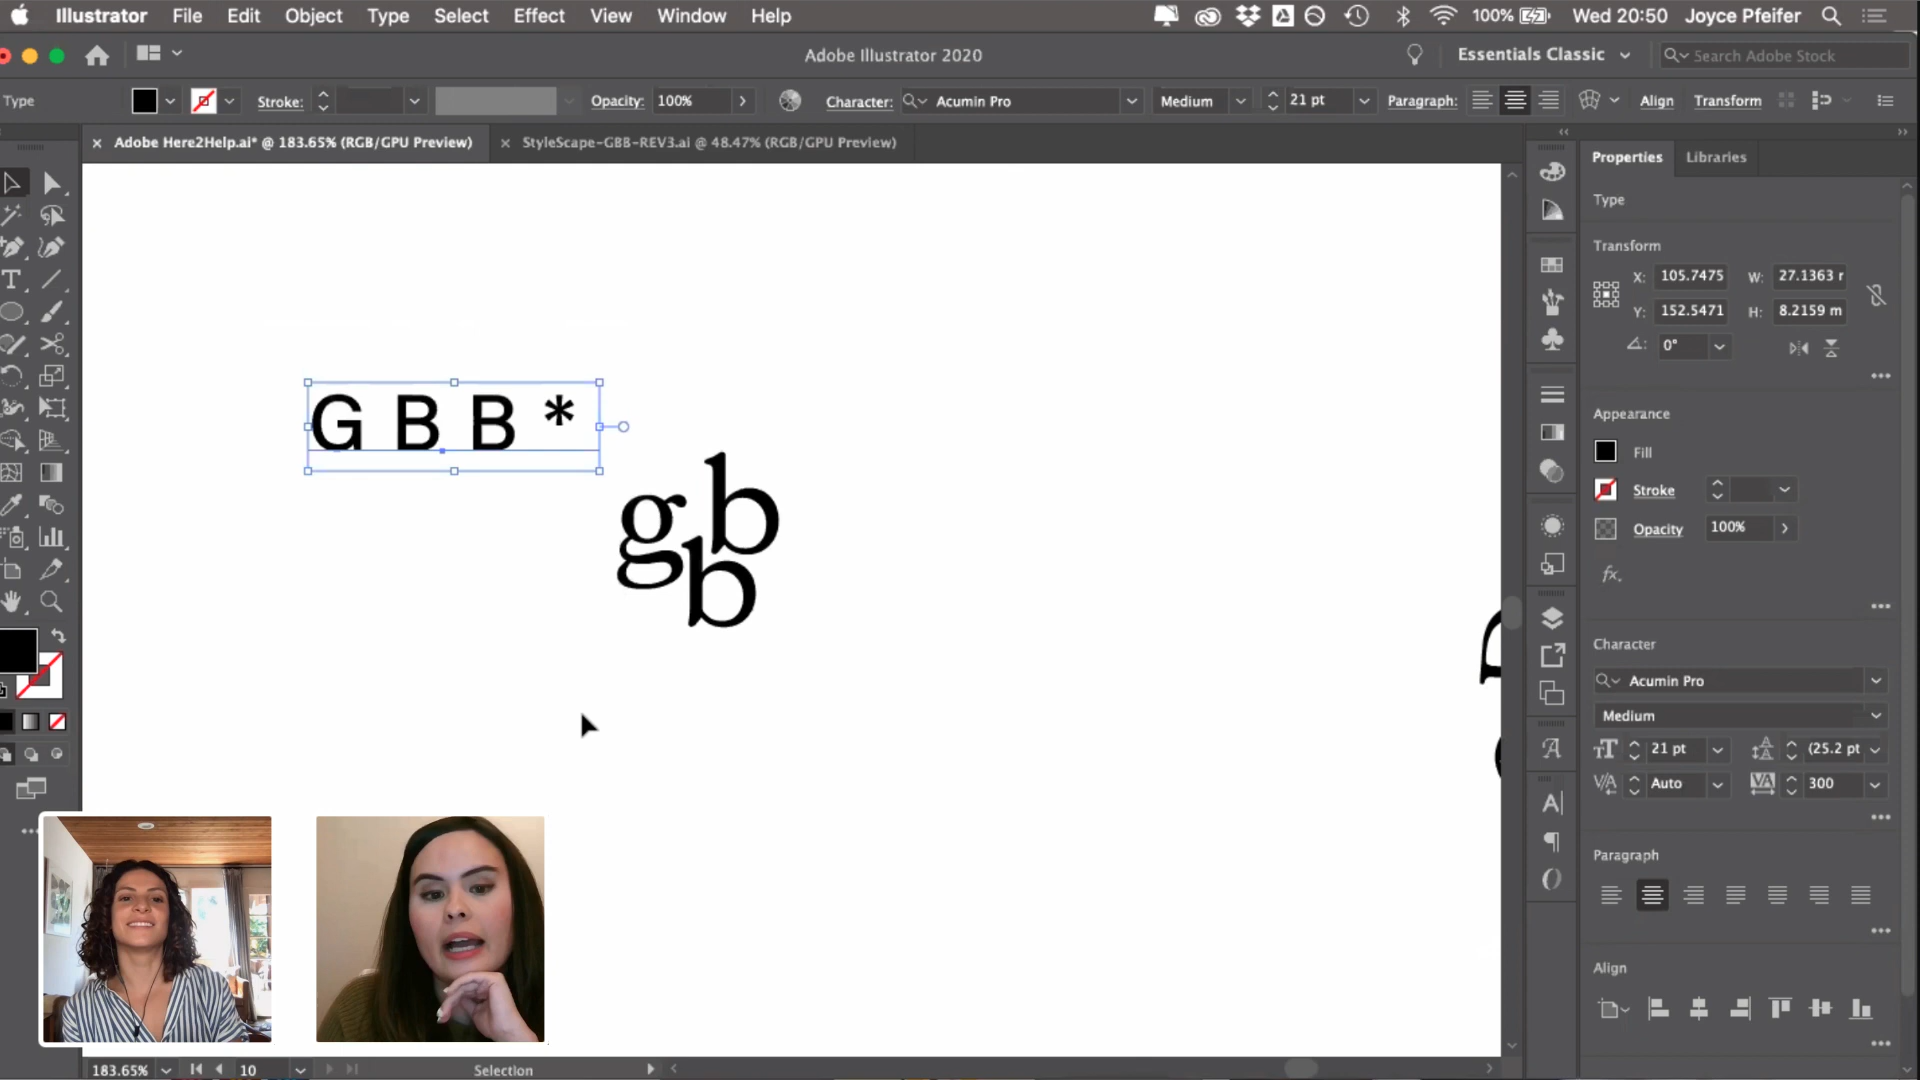 Illustrator File Edit Object Type Select Effect View Window Help 100% Wed 20:50 Joyce Pfeifer
Adobe Illustrator 2020 Essentials Classic Search Adobe Stock
Type Stroke: Opacity: 100% Character: Acumin Pro Medium 21 pt Paragraph: Align Transform
Adobe Here2Help.ai* @ 183.65% (RGB/GPU Preview) StyleScape-GBB-REV3.ai @ 48.47% (RGB/GPU Preview)
Properties Libraries
Type
Transform
X: 105.7475 W: 27.1363 r
Y: 152.5471 H: 8.2159 m
0°
Appearance
Fill
Stroke
Opacity 100%
fx.
Character
Acumin Pro
Medium
21 pt (25.2 pt
Auto 300
Paragraph
Align
G B B *
g b
b
183.65% 10 Selection